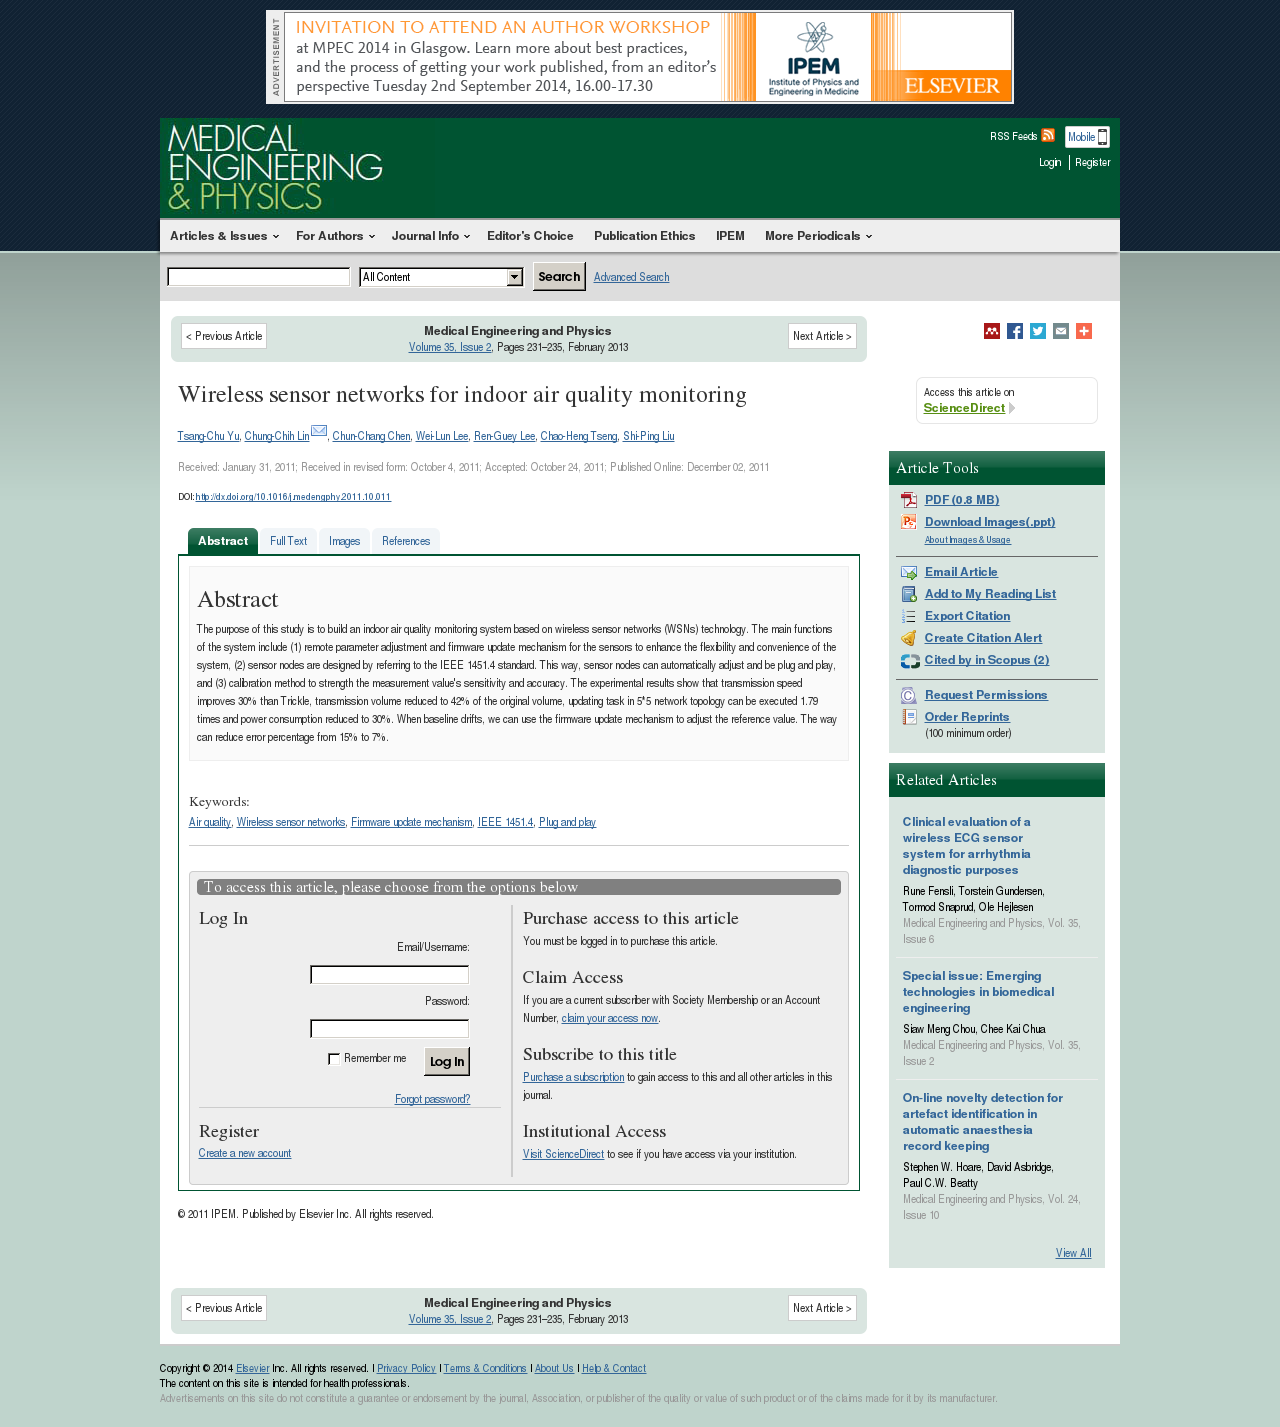 ADVERTISEMENT
INVITATION TO ATTEND AN AUTHOR WORKSHOP
at MPEC 2014 in Glasgow. Learn more about best practices,
and the process of getting your work published, from an editor's
perspective Tuesday 2nd September 2014, 16.00-17.30
IPEM
Institute of Physics and
Engineering in Medicine
ELSEVIER
MEDICAL
ENGINEERING
& PHYSICS
RSS Feeds
Mobile
Login
Register
Articles & Issues
For Authors
Journal Info
Editor's Choice
Publication Ethics
IPEM
More Periodicals
All Content
Search
Advanced Search
< Previous Article
Medical Engineering and Physics
Volume 35, Issue 2, Pages 231–235, February 2013
Next Article >
Wireless sensor networks for indoor air quality monitoring
Tsang-Chu Yu, Chung-Chih Lin, Chun-Chang Chen, Wei-Lun Lee, Ren-Guey Lee, Chao-Heng Tseng, Shi-Ping Liu
Received: January 31, 2011; Received in revised form: October 4, 2011; Accepted: October 24, 2011; Published Online: December 02, 2011
DOI: http://dx.doi.org/10.1016/j.medengphy.2011.10.011
Abstract
Full Text
Images
References
Abstract
The purpose of this study is to build an indoor air quality monitoring system based on wireless sensor networks (WSNs) technology. The main functions
of the system include (1) remote parameter adjustment and firmware update mechanism for the sensors to enhance the flexibility and convenience of the
system, (2) sensor nodes are designed by referring to the IEEE 1451.4 standard. This way, sensor nodes can automatically adjust and be plug and play,
and (3) calibration method to strength the measurement value's sensitivity and accuracy. The experimental results show that transmission speed
improves 30% than Trickle, transmission volume reduced to 42% of the original volume, updating task in 5*5 network topology can be executed 1.79
times and power consumption reduced to 30%. When baseline drifts, we can use the firmware update mechanism to adjust the reference value. The way
can reduce error percentage from 15% to 7%.
Keywords:
Air quality, Wireless sensor networks, Firmware update mechanism, IEEE 1451.4, Plug and play
To access this article, please choose from the options below
Log In
Email/Username:
Password:
Remember me
Log In
Forgot password?
Register
Create a new account
Purchase access to this article
You must be logged in to purchase this article.
Claim Access
If you are a current subscriber with Society Membership or an Account
Number, claim your access now.
Subscribe to this title
Purchase a subscription to gain access to this and all other articles in this
journal.
Institutional Access
Visit ScienceDirect to see if you have access via your institution.
© 2011 IPEM. Published by Elsevier Inc. All rights reserved.
Access this article on
ScienceDirect
Article Tools
PDF (0.8 MB)
Download Images(.ppt)
About Images & Usage
Email Article
Add to My Reading List
Export Citation
Create Citation Alert
Cited by in Scopus (2)
Request Permissions
Order Reprints
(100 minimum order)
Related Articles
Clinical evaluation of a
wireless ECG sensor
system for arrhythmia
diagnostic purposes
Rune Fensli, Torstein Gundersen,
Tormod Snaprud, Ole Hejlesen
Medical Engineering and Physics, Vol. 35,
Issue 6
Special issue: Emerging
technologies in biomedical
engineering
Siaw Meng Chou, Chee Kai Chua
Medical Engineering and Physics, Vol. 35,
Issue 2
On-line novelty detection for
artefact identification in
automatic anaesthesia
record keeping
Stephen W. Hoare, David Asbridge,
Paul C.W. Beatty
Medical Engineering and Physics, Vol. 24,
Issue 10
View All
< Previous Article
Medical Engineering and Physics
Volume 35, Issue 2, Pages 231–235, February 2013
Next Article >
Copyright © 2014 Elsevier Inc. All rights reserved. | Privacy Policy | Terms & Conditions | About Us | Help & Contact
The content on this site is intended for health professionals.
Advertisements on this site do not constitute a guarantee or endorsement by the journal, Association, or publisher of the quality or value of such product or of the claims made for it by its manufacturer.